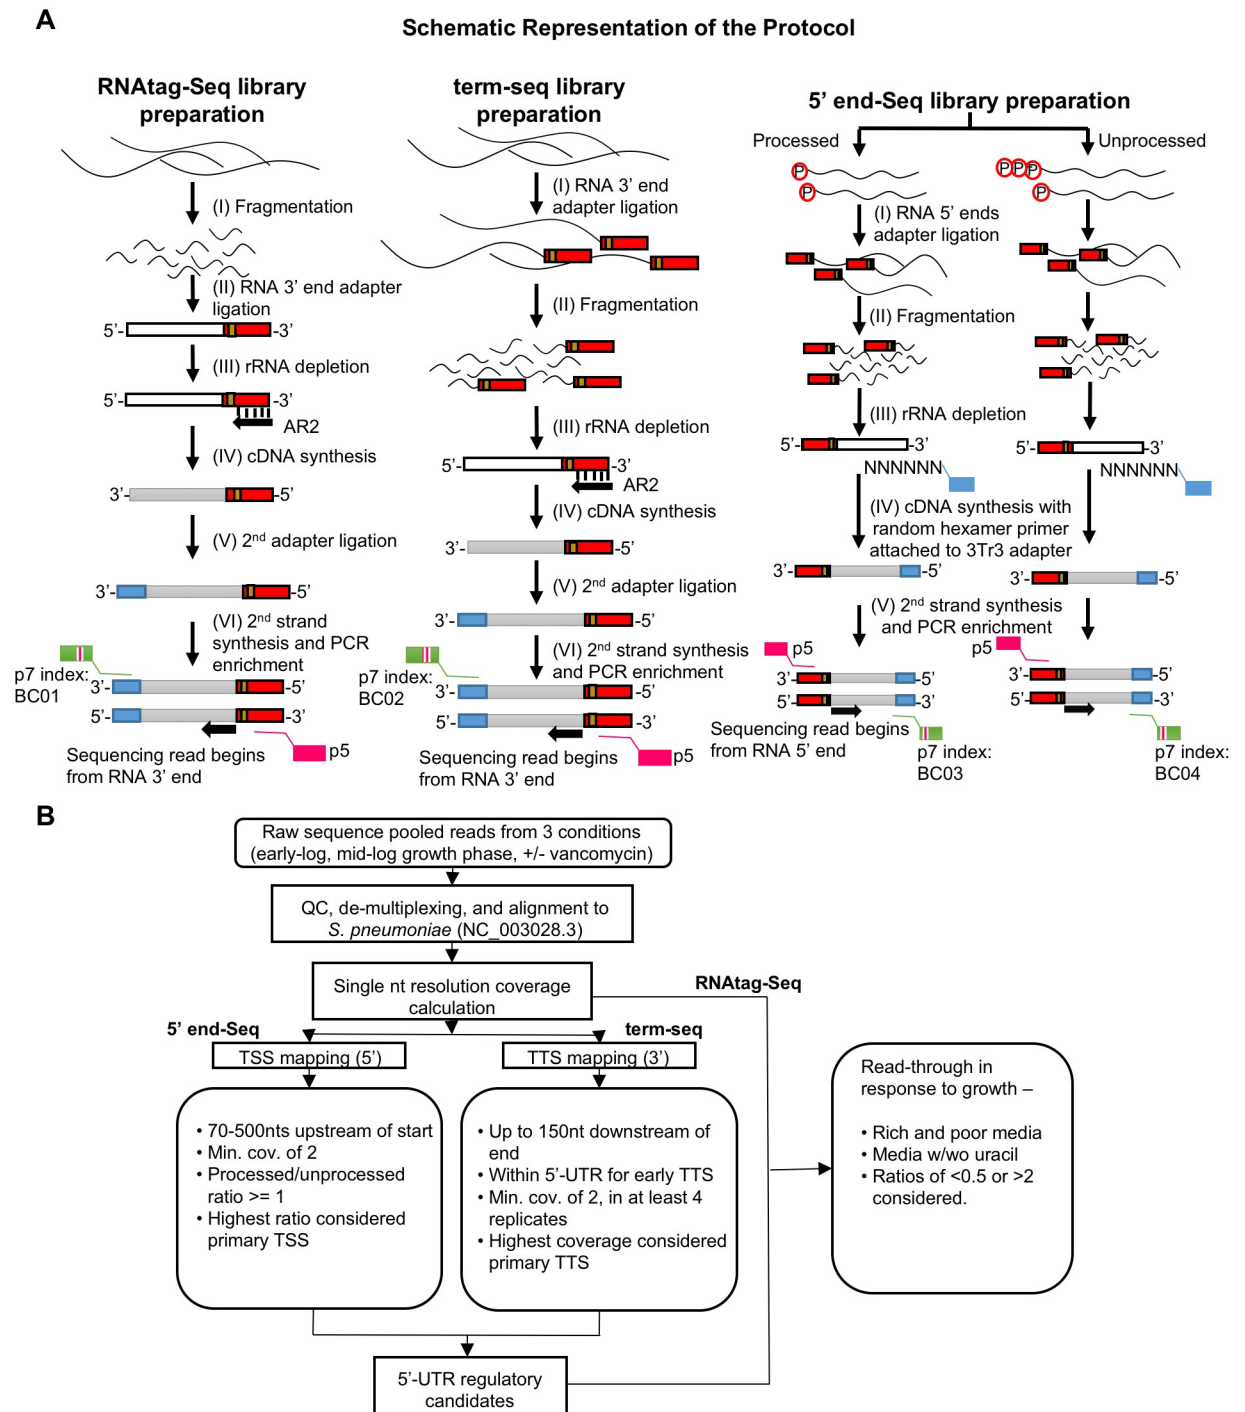 A
Schematic Representation of the Protocol
RNAtag-Seq library
preparation
(I) Fragmentation
(II) RNA 3’ end adapter
ligation
5’-
-3’
(III) rRNA depletion
5’-
-3’
AR2
(IV) cDNA synthesis
3’-
-5’
(V) 2nd adapter ligation
3’-
-5’
(VI) 2nd strand
synthesis and PCR
enrichment
p7 index:
BC01
3’-
-5’
5’-
-3’
Sequencing read begins
from RNA 3’ end
p5
term-seq library
preparation
(I) RNA 3’ end
adapter ligation
(II) Fragmentation
(III) rRNA depletion
5’-
-3’
AR2
(IV) cDNA synthesis
3’-
-5’
(V) 2nd adapter ligation
3’-
-5’
(VI) 2nd strand synthesis
and PCR enrichment
p7 index:
BC02
3’-
-5’
5’-
-3’
Sequencing read begins
from RNA 3’ end
p5
5’ end-Seq library preparation
Processed
Unprocessed
P
P
P P P
P
(I) RNA 5’ ends
adapter ligation
(II) Fragmentation
(III) rRNA depletion
5’-
-3’
5’-
-3’
NNNNNN
NNNNNN
(IV) cDNA synthesis with
random hexamer primer
attached to 3Tr3 adapter
3’-
-5’
3’-
-5’
(V) 2nd strand synthesis
and PCR enrichment
p5
p5
3’-
-5’
3’-
-5’
5’-
-3’
5’-
-3’
Sequencing read begins
from RNA 5’ end
p7 index:
BC03
p7 index:
BC04
B
Raw sequence pooled reads from 3 conditions
(early-log, mid-log growth phase, +/- vancomycin)
QC, de-multiplexing, and alignment to
S. pneumoniae (NC_003028.3)
Single nt resolution coverage
calculation
RNAtag-Seq
5’ end-Seq
term-seq
TSS mapping (5’)
TTS mapping (3’)
• 70-500nts upstream of start
• Min. cov. of 2
• Processed/unprocessed
ratio >= 1
• Highest ratio considered
primary TSS
• Up to 150nt downstream of
end
• Within 5’-UTR for early TTS
• Min. cov. of 2, in at least 4
replicates
• Highest coverage considered
primary TTS
Read-through in
response to growth –
• Rich and poor media
• Media w/wo uracil
• Ratios of <0.5 or >2
considered.
5’-UTR regulatory
candidates